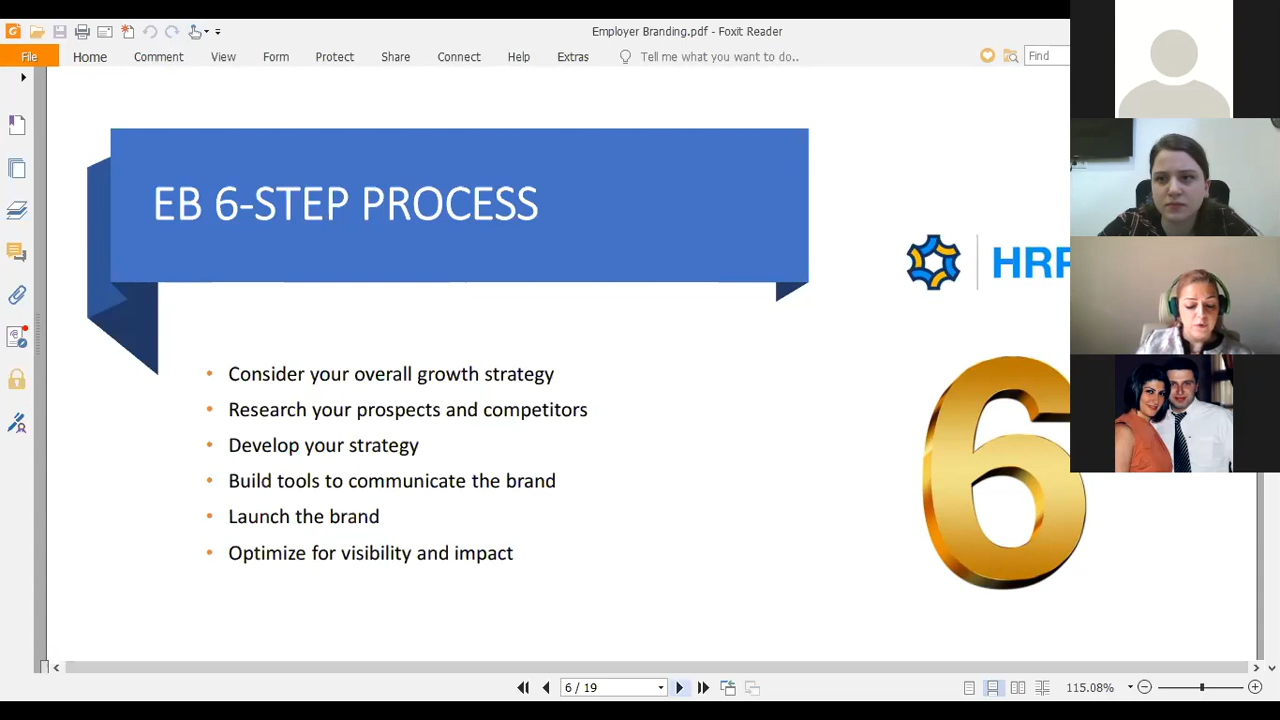 Employer Branding.pdf - Foxit Reader
File Home Comment View Form Protect Share Connect Help Extras Tell me what you want to do.. Find
EB 6-STEP PROCESS
HRP
• Consider your overall growth strategy
• Research your prospects and competitors
• Develop your strategy
• Build tools to communicate the brand
• Launch the brand
• Optimize for visibility and impact
6
6 / 19
115.08%